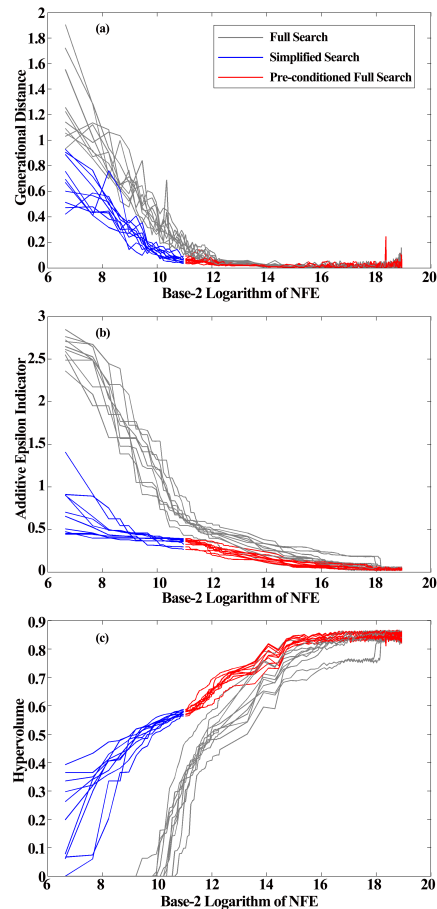 (a)
Full Search
Simplified Search
Pre-conditioned Full Search
Generational Distance
2
1.8
1.6
1.4
1.2
1
0.8
0.6
0.4
0.2
0
6 8 10 12 14 16 18 20
Base-2 Logarithm of NFE
(b)
Additive Epsilon Indicator
3
2.5
2
1.5
1
0.5
0
6 8 10 12 14 16 18 20
Base-2 Logarithm of NFE
(c)
Hypervolume
0.9
0.8
0.7
0.6
0.5
0.4
0.3
0.2
0.1
0
6 8 10 12 14 16 18 20
Base-2 Logarithm of NFE